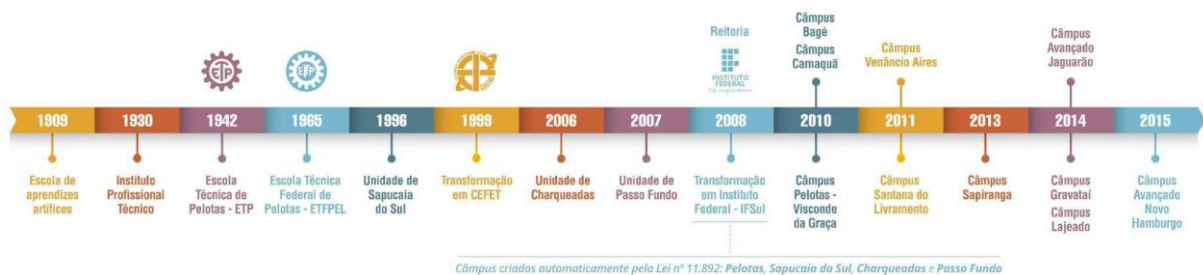 Reitoria
INSTITUTO
FEDERAL
Câmpus
Bagé
Câmpus
Camaquã
Câmpus
Venâncio Aires
Câmpus
Avançado
Jaguarão
ETP
ETP
1909
1930
1942
1965
1996
1999
2006
2007
2008
2010
2011
2013
2014
2015
Escola de
aprendizes
artífices
Instituto
Profissional
Técnico
Escola
Técnica de
Pelotas - ETP
Escola Técnica
Federal de
Pelotas - ETFPEL
Unidade de
Sapucaia
do Sul
Transformação
em CEFET
Unidade de
Charqueadas
Unidade de
Passo Fundo
Transformação
em Instituto
Federal - IFSul
Câmpus
Pelotas -
Visconde
da Graça
Câmpus
Santana do
Livramento
Câmpus
Sapiranga
Câmpus
Gravataí
Câmpus
Lajeado
Câmpus
Avançado
Novo
Hamburgo
Câmpus criados automaticamente pela Lei nº 11.892: Pelotas, Sapucaia do Sul, Charqueadas e Passo Fundo